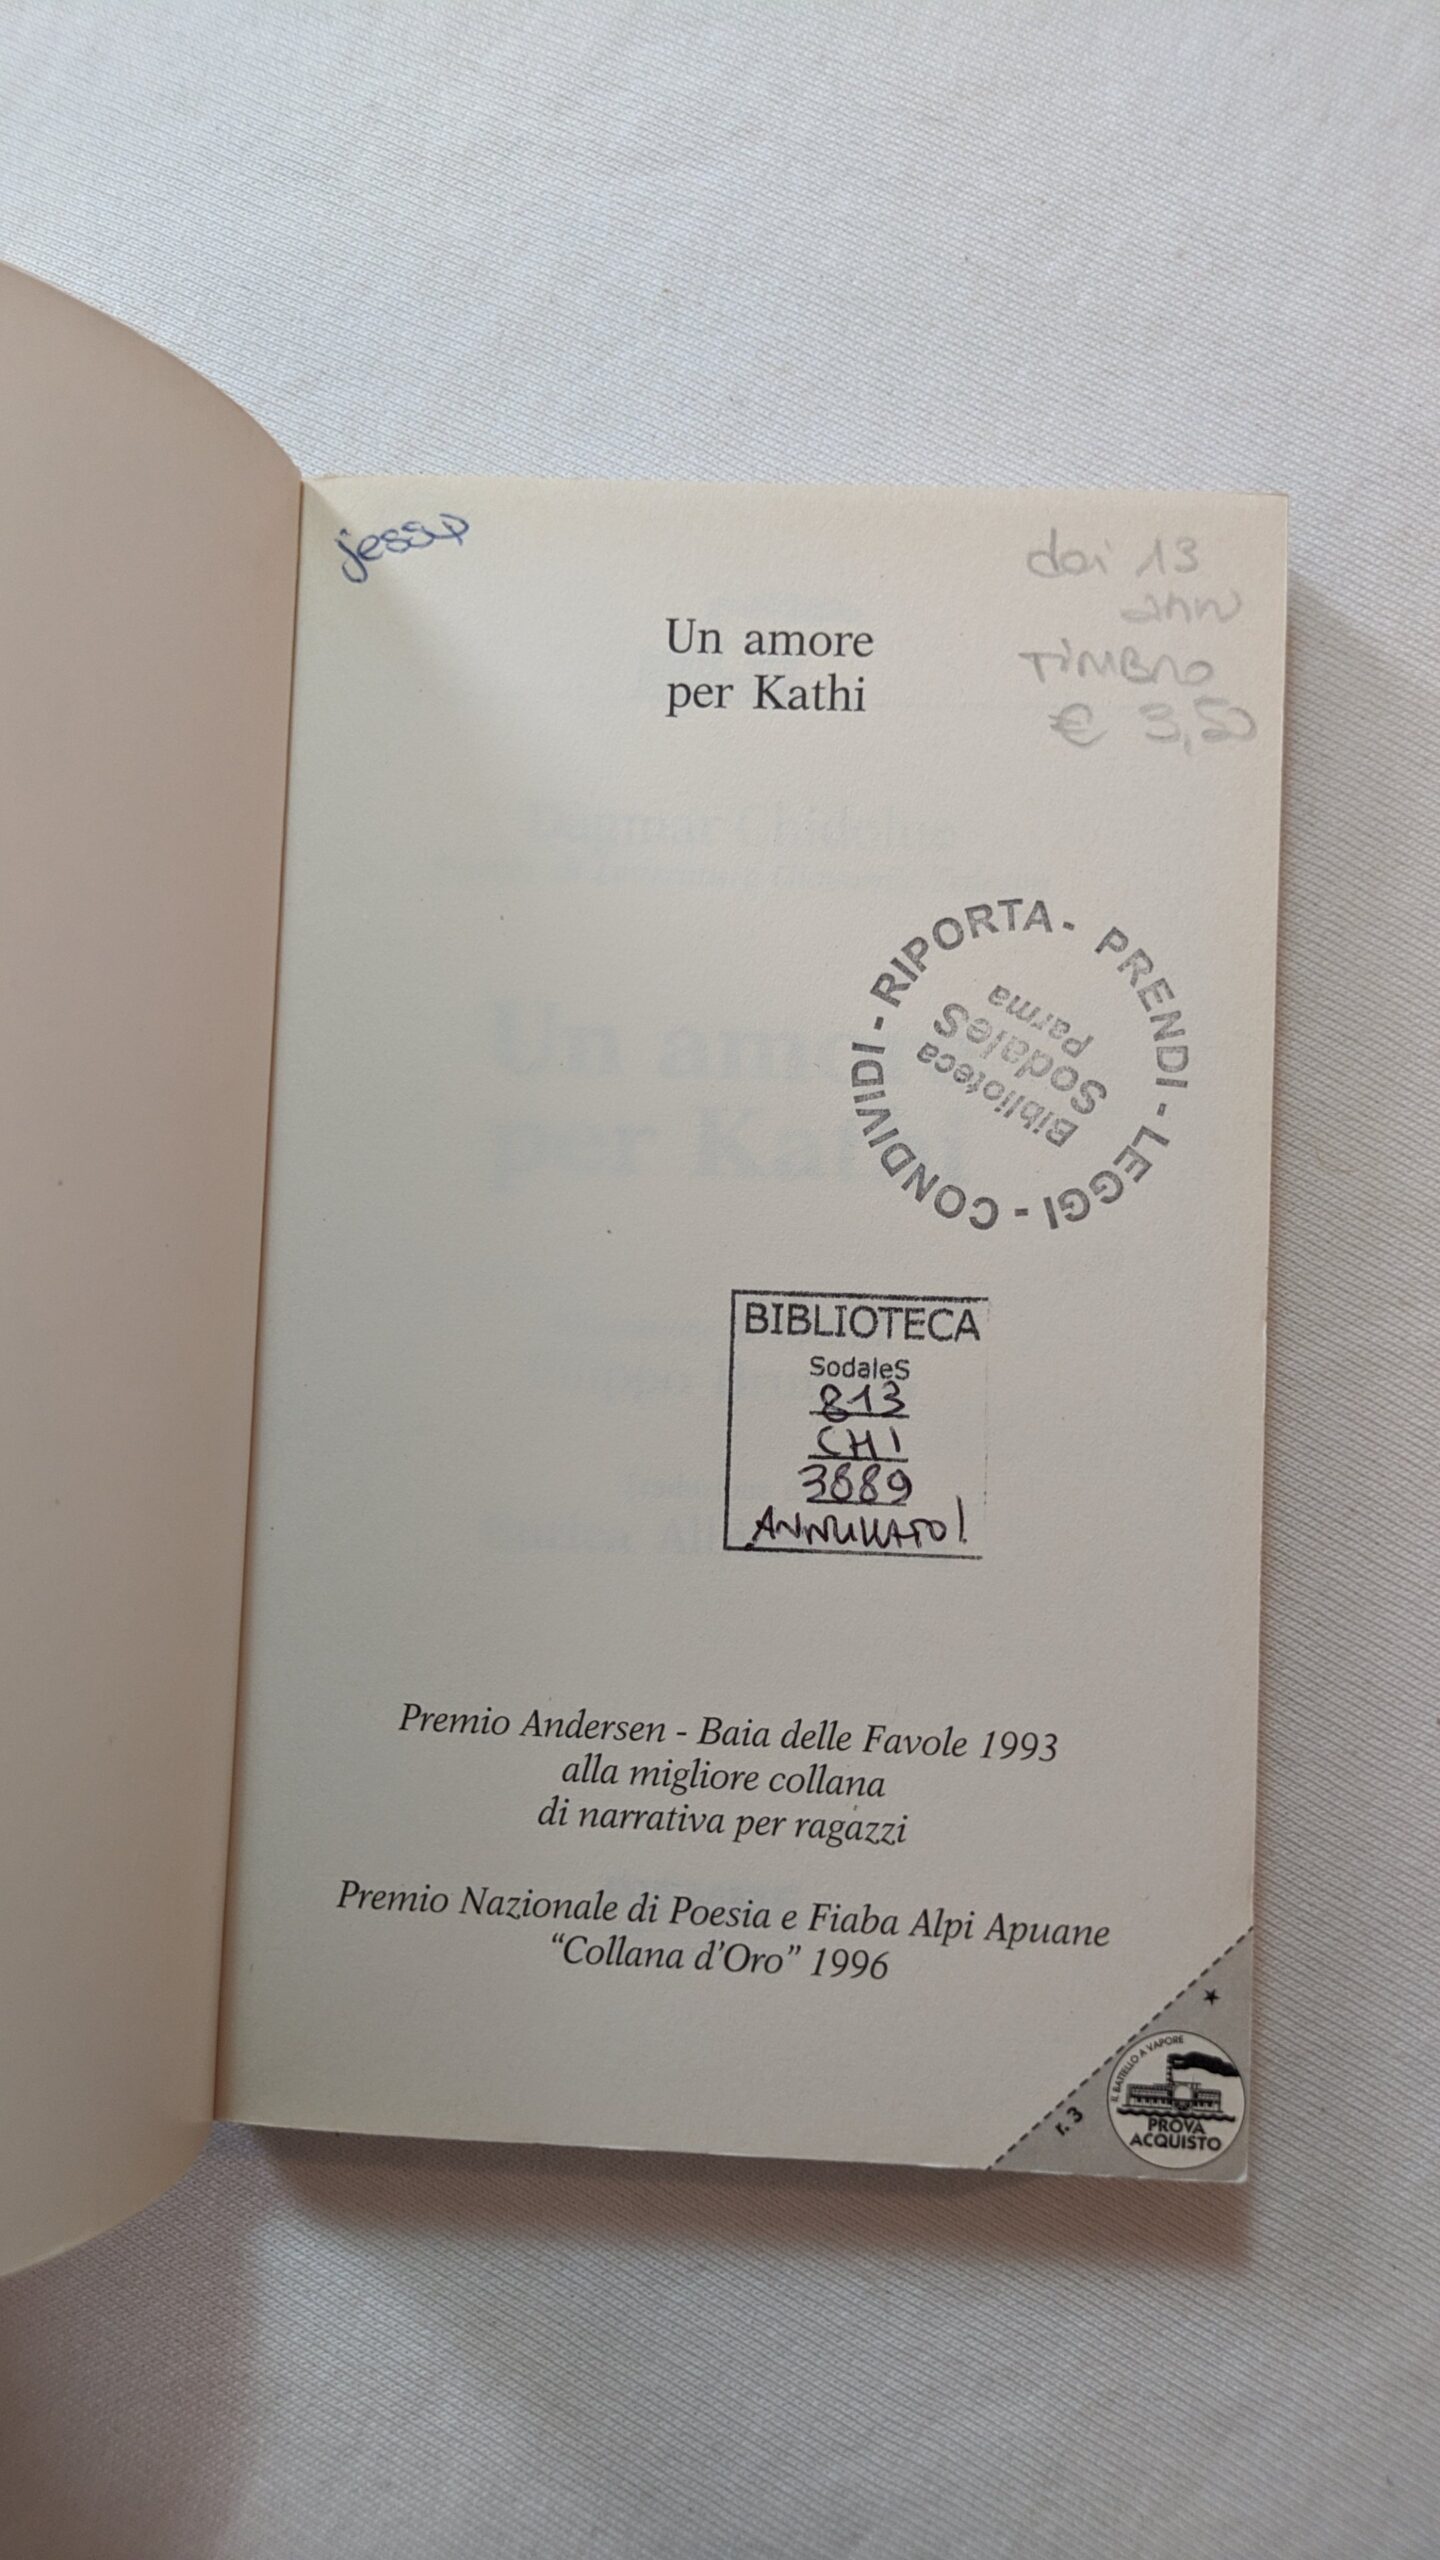 jessy
dai 13
anni
TIMBRO
€ 3,50
Un amore
per Kathi
RIPORTA - PRENDI - LEGGI - CONDIVIDI -
Biblioteca
SodaleS
Parma
BIBLIOTECA
SodaleS
813
CHI
3889
ANNULLATO!
Premio Andersen - Baia delle Favole 1993
alla migliore collana
di narrativa per ragazzi
Premio Nazionale di Poesia e Fiaba Alpi Apuane
“Collana d’Oro” 1996
r. 3
IL BATTELLO A VAPORE
PROVA
ACQUISTO